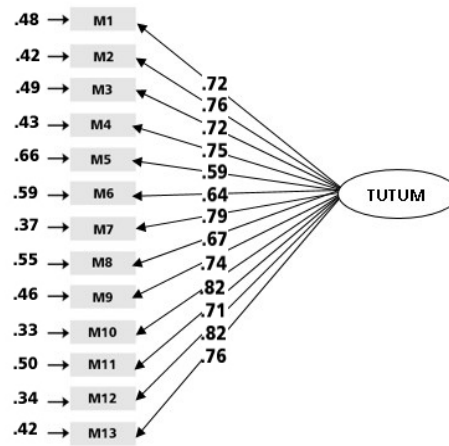 .48 M1
.42 M2
.72
.49 M3
.76
.72
.43 M4
.75
.66 M5
.59
.59 M6
.64
TUTUM
.37 M7
.79
.67
.55 M8
.74
.46 M9
.82
.33 M10
.71
.50 M11
.82
.76
.34 M12
.42 M13